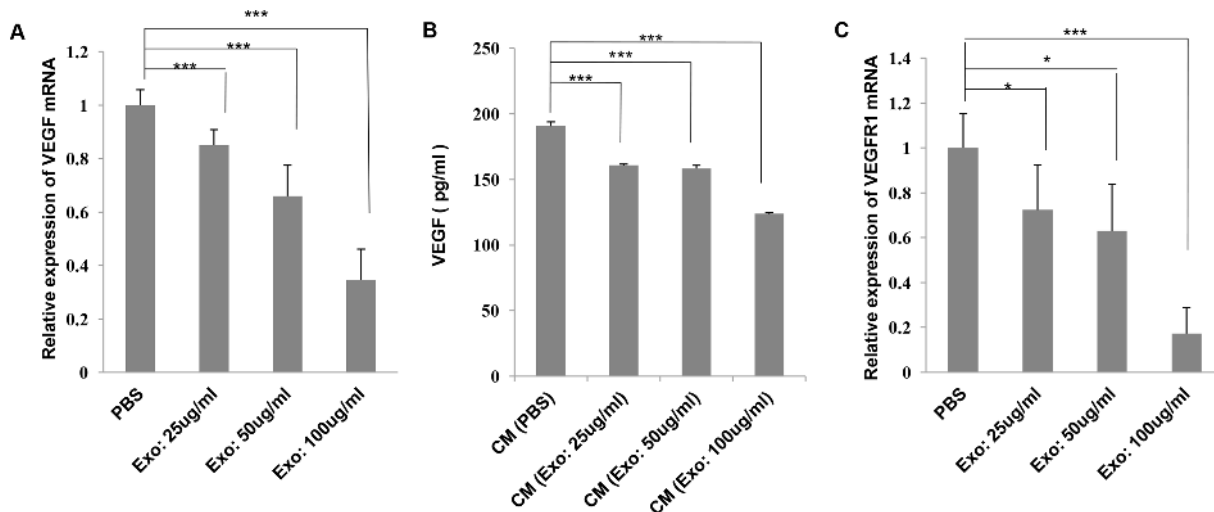 A
Relative expression of VEGF mRNA
1.2
1
0.8
0.6
0.4
0.2
0
***
***
***
PBS
Exo: 25ug/ml
Exo: 50ug/ml
Exo: 100ug/ml
B
VEGF ( pg/ml )
250
200
150
100
50
0
***
***
***
CM (PBS)
CM (Exo: 25ug/ml)
CM (Exo: 50ug/ml)
CM (Exo: 100ug/ml)
C
Relative expression of VEGFR1 mRNA
1.4
1.2
1
0.8
0.6
0.4
0.2
0
***
*
*
PBS
Exo: 25ug/ml
Exo: 50ug/ml
Exo: 100ug/ml